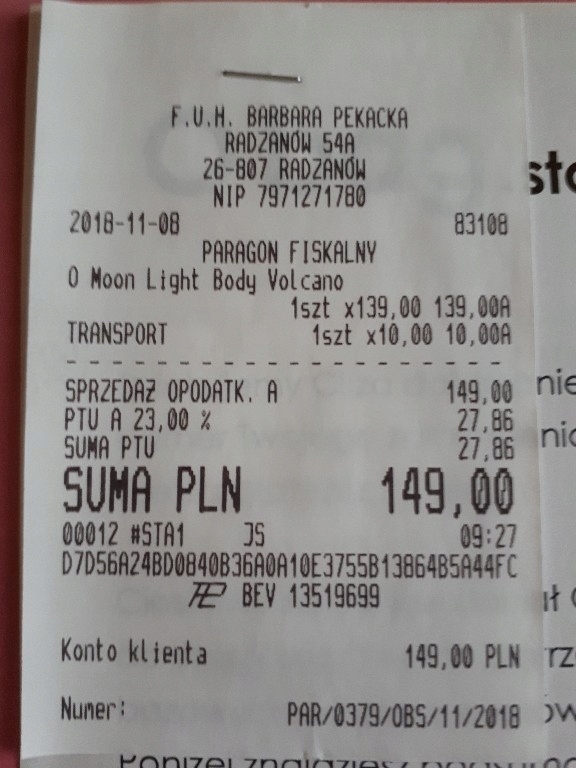 F.U.H. BARBARA PEKACKA
RADZANÓW 54A
26-807 RADZANÓW
NIP 7971271780
2018-11-08 83108
PARAGON FISKALNY
O Moon Light Body Volcano
1szt x139,00 139,00A
TRANSPORT 1szt x10,00 10,00A
SPRZEDAŻ OPODATK. A 149,00
PTU A 23,00 % 27,86
SUMA PTU 27,86
SUMA PLN 149,00
00012 #STA1 JS 09:27
D7D56A24BD0840B36A0A10E3755B13864B5A44FC
BEV 13519699
Konto klienta 149,00 PLN
Numer: PAR/0379/OBS/11/2018